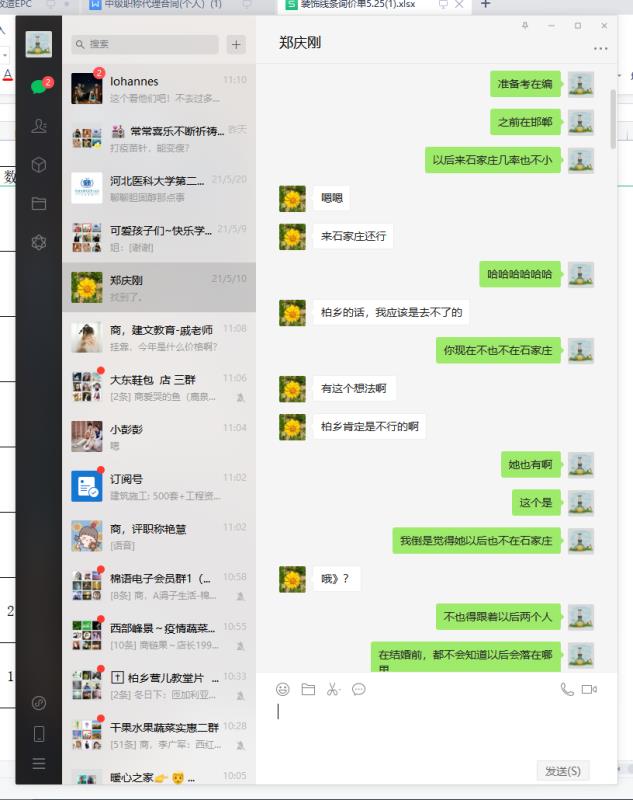 改造EPC
中级职称代理合同(个人) (1)
装饰线条询价单5.25(1).xlsx
搜索
郑庆刚
Iohannes
11:10
这个看他们吧！不去过多...
常常喜乐不断祈祷...
昨天
打疫苗针，能变瘦?
河北医科大学第二...
21/5/20
聊聊胆固醇那点事
可爱孩子们~快乐学...
21/5/9
姐：[谢谢]
郑庆刚
21/5/10
找到了。
商，建文教育-戚老师
11:08
挂靠，今年是什么价格啊?
大东鞋包 店 三群
11:06
[2条] 商爱哭的鱼（鹿泉...
小彭彭
11:04
嗯
订阅号
11:02
建筑施工: 500套+工程资...
商，评职称艳慧
11:02
[语音]
棉语电子会员群1（...
10:58
[8条] 商，A清子生活-棉...
西部峰景～疫情蔬菜...
10:55
[10条] 商链果～店长199...
柏乡营儿教堂片 ...
10:33
[2条] 冬日下：匝加利亚...
干果水果蔬菜实惠二群
10:28
[51条] 商，李广军：西红...
暖心之家 ...
10:05
准备考在编
之前在邯郸
以后来石家庄几率也不小
嗯嗯
来石家庄还行
哈哈哈哈哈哈
柏乡的话，我应该是去不了的
你现在不也不在石家庄
有这个想法啊
柏乡肯定是不行的啊
她也有啊
这个是
我倒是觉得她以后也不在石家庄
哦》？
不也得跟着以后两个人
在结婚前，都不会知道以后会落在哪
里
发送(S)
数
2
1
A
2
2